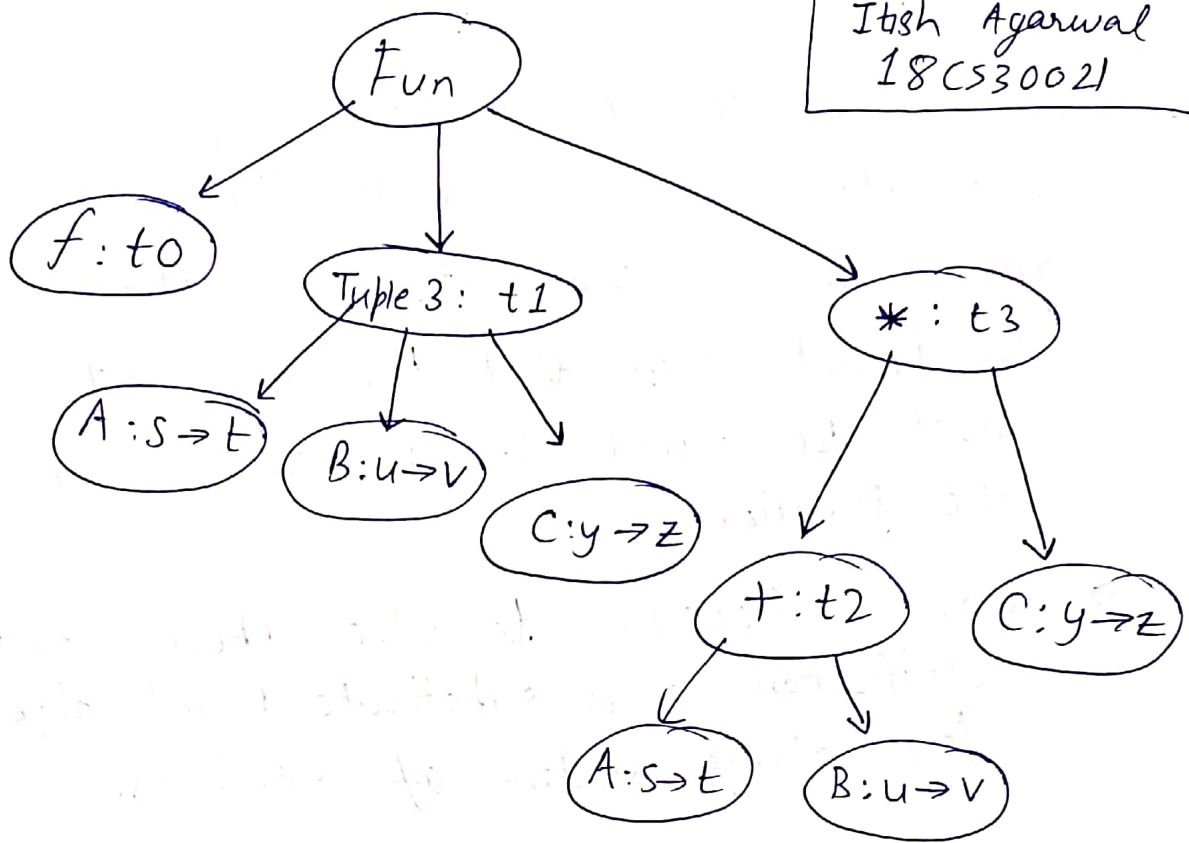 Itish Agarwal
18CS30021
Fun
f : t0
Tuple 3 : t1
* : t3
A : s → t
B : u → v
C : y → z
+ : t2
C : y → z
A : s → t
B : u → v